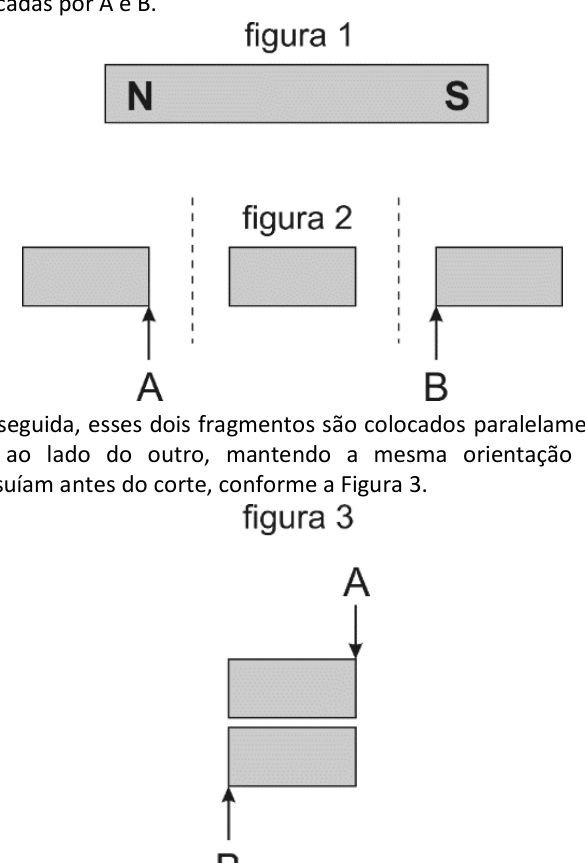 cadas por A e B.
figura 1
N S
figura 2
A B
seguida, esses dois fragmentos são colocados paralelame
ao lado do outro, mantendo a mesma orientação
suíam antes do corte, conforme a Figura 3.
figura 3
A
B